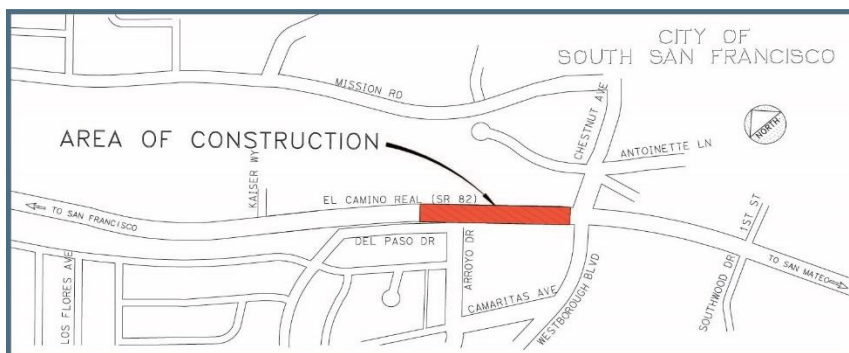 CITY OF
SOUTH SAN FRANCISCO
MISSION RD
CHESTNUT AVE
NORTH
AREA OF CONSTRUCTION
ANTOINETTE LN
KAISER WY
EL CAMINO REAL (SR 82)
TO SAN FRANCISCO
1ST ST
DEL PASO DR
ARROYO DR
TO SAN MATEO
LOS FLORES AVE
CAMARITAS AVE
WESTBOROUGH BLVD
SOUTHWOOD DR